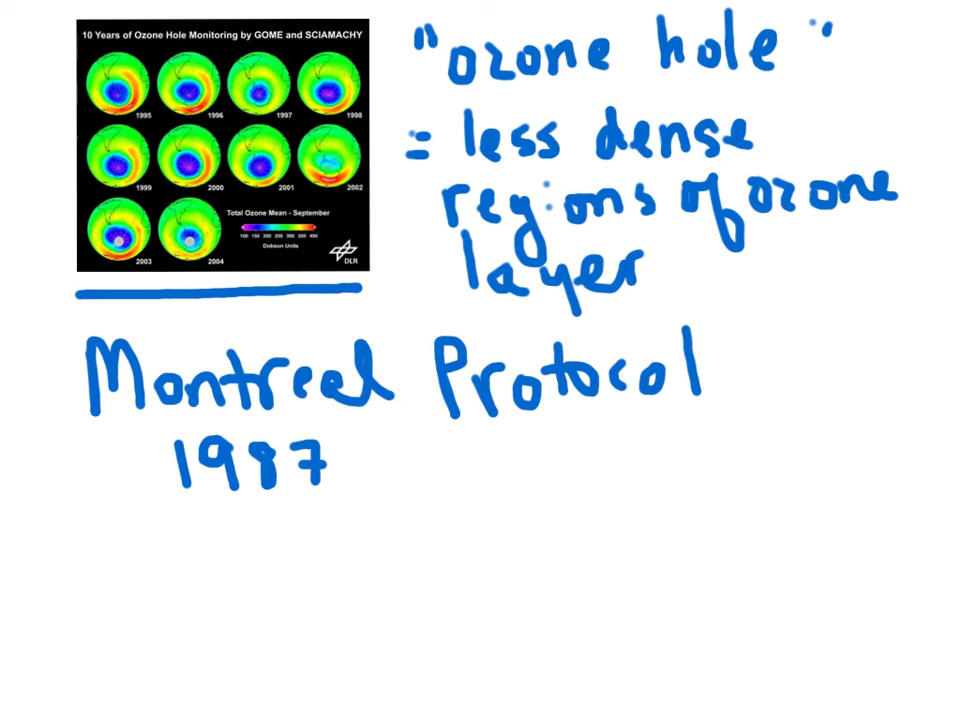 10 Years of Ozone Hole Monitoring by GOME and SCIAMACHY
1995 1996 1997 1998
1999 2000 2001 2002
Total Ozone Mean - September
100 150 200 250 300 350 400
Dobson Units
2003 2004
DLR
"ozone hole"
= less dense
regions of ozone
layer
Montreal Protocol
1987